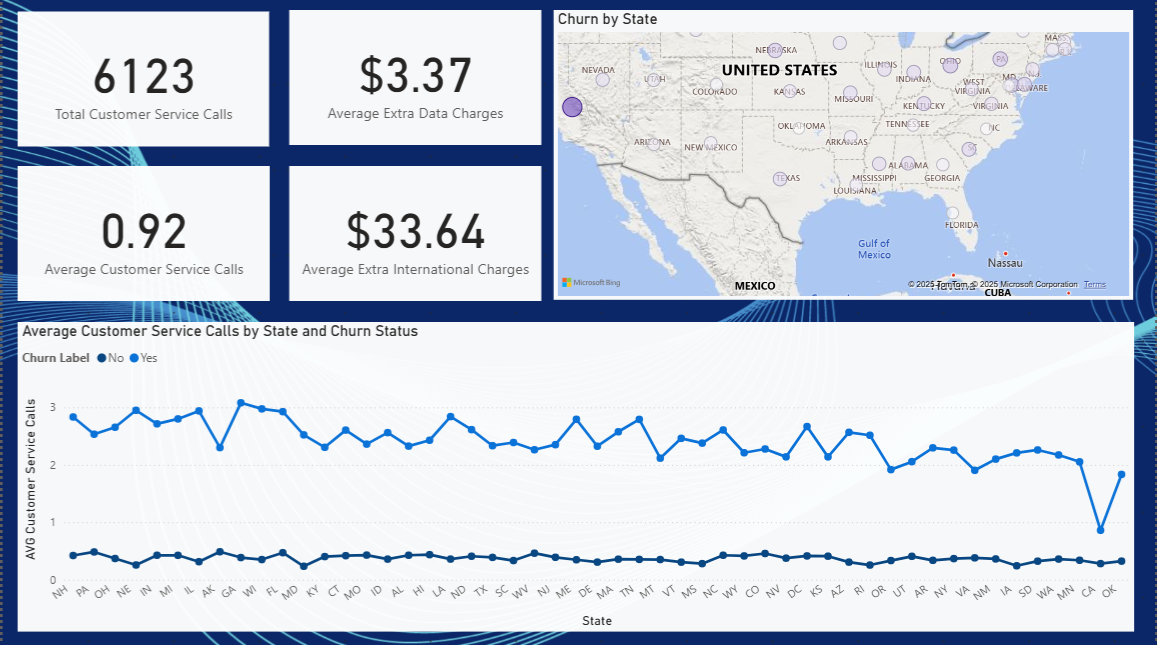 6123
Total Customer Service Calls
$3.37
Average Extra Data Charges
0.92
Average Customer Service Calls
$33.64
Average Extra International Charges
Churn by State
NEVADA
UTAH
COLORADO
NEBRASKA
UNITED STATES
KANSAS
MISSOURI
ILLINOIS
INDIANA
OHIO
PA
MASS
NJ
WEST
VIRGINIA
VIRGINIA
KENTUCKY
TENNESSEE
NC
OKLAHOMA
ARKANSAS
ARIZONA
NEW MEXICO
TEXAS
MISSISSIPPI
ALABAMA
SC
GEORGIA
LOUISIANA
FLORIDA
Gulf of
Mexico
Nassau
MEXICO
CUBA
Microsoft Bing
© 2025 TomTom, © 2025 Microsoft Corporation Terms
Average Customer Service Calls by State and Churn Status
Churn Label No Yes
AVG Customer Service Calls
3
2
1
0
NH PA OH NE IN MI IL AK GA WI FL MD KY CT MO ID AL HI LA ND TX SC WV NJ ME DE MA TN MT VT MS NC WY CO NV DC KS AZ RI OR UT AR NY VA NM IA SD WA MN CA OK
State